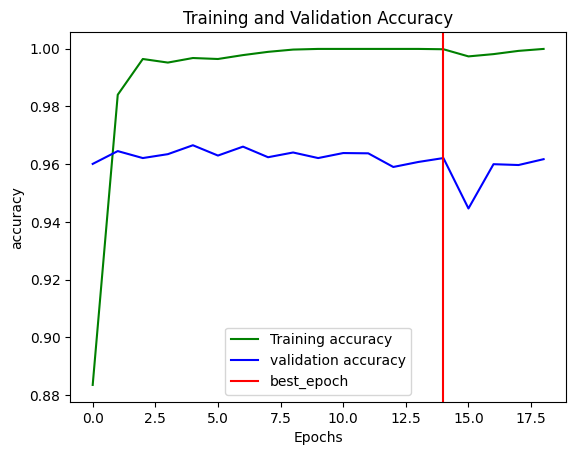 Training and Validation Accuracy
1.00
0.98
0.96
0.94
0.92
0.90
0.88
accuracy
Training accuracy
validation accuracy
best_epoch
0.0 2.5 5.0 7.5 10.0 12.5 15.0 17.5
Epochs